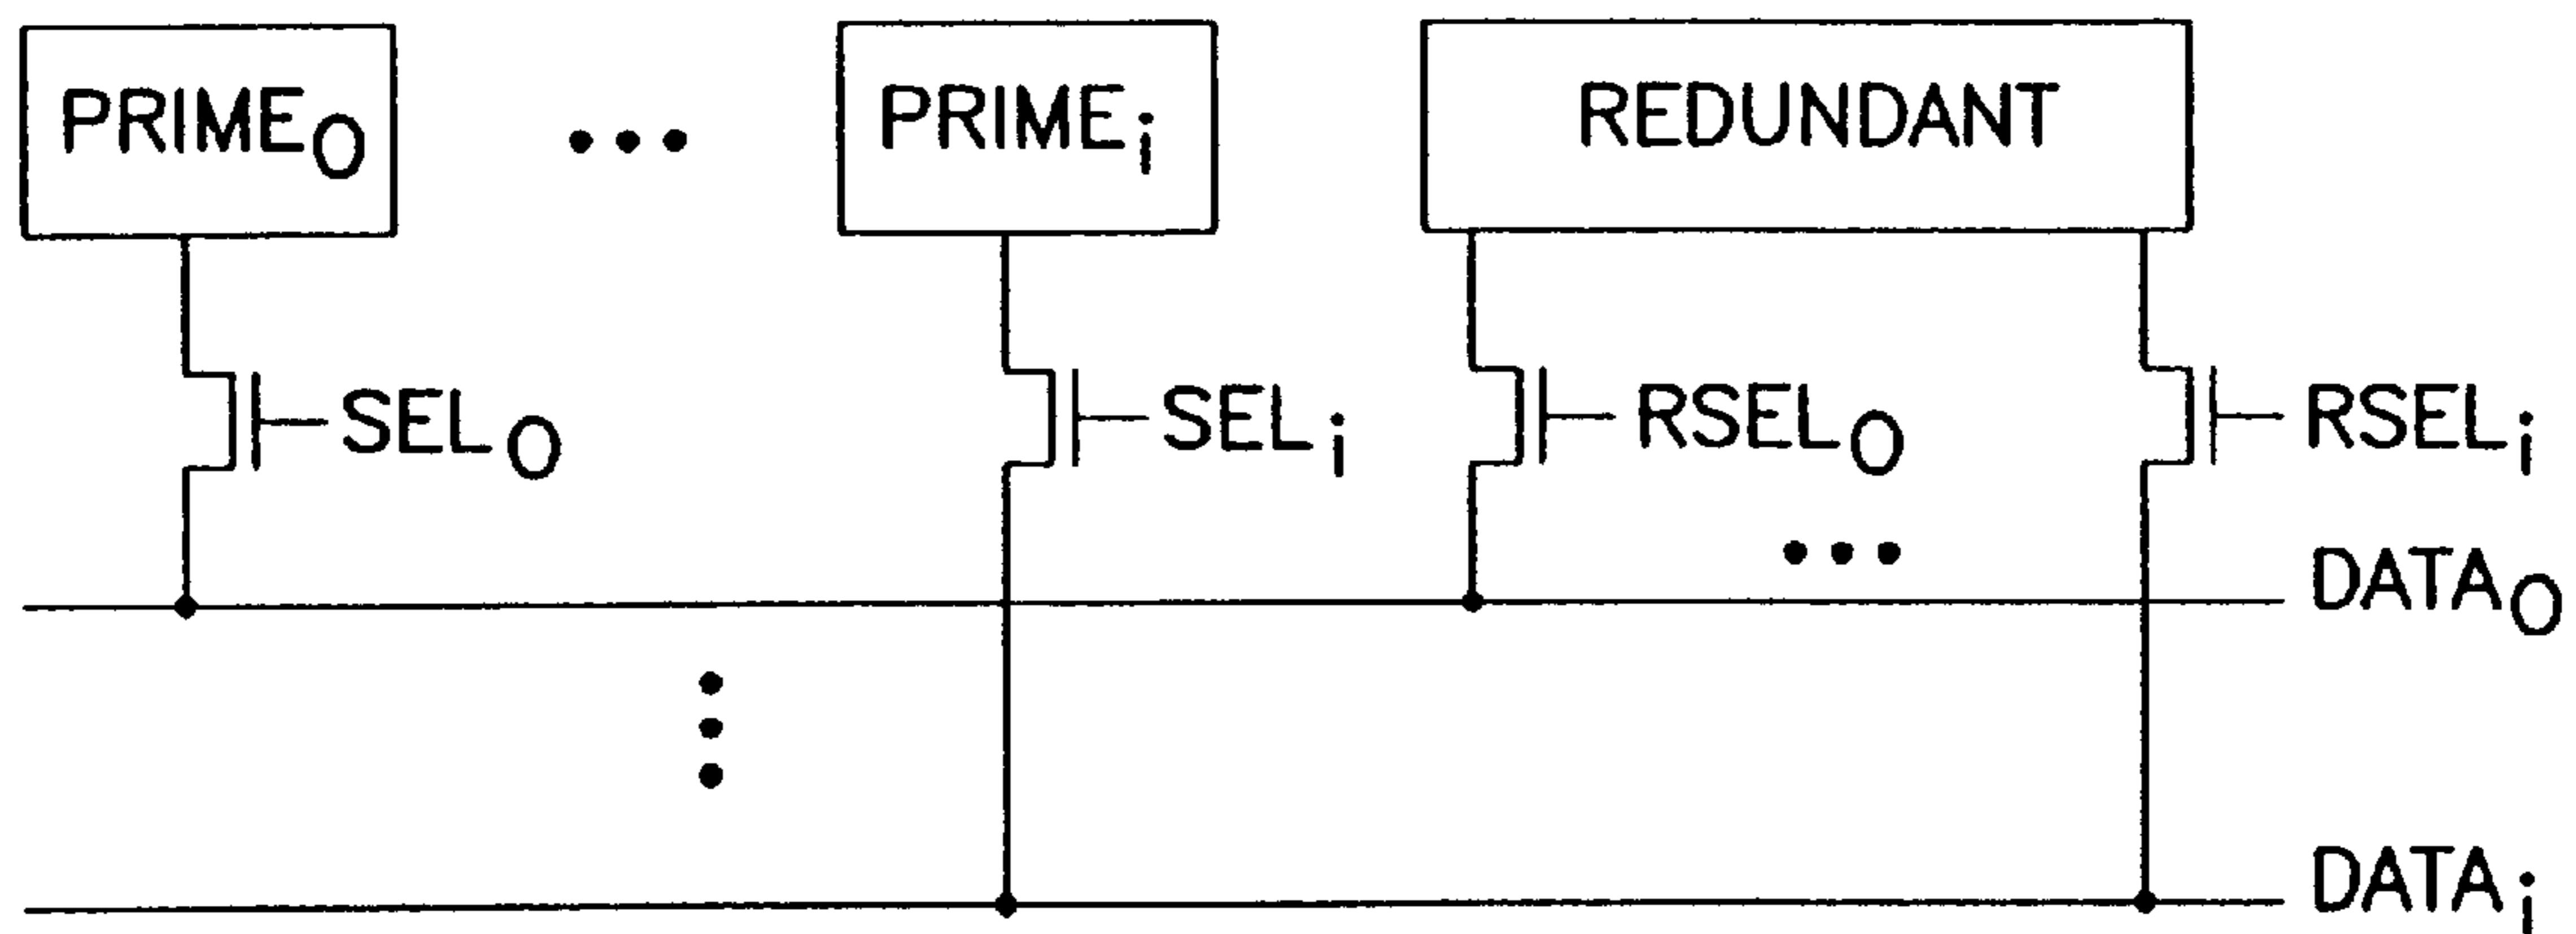 PRIME₀ ••• PRIMEᵢ REDUNDANT
SEL₀ SELᵢ RSEL₀ RSELᵢ
••• DATA₀
DATAᵢ